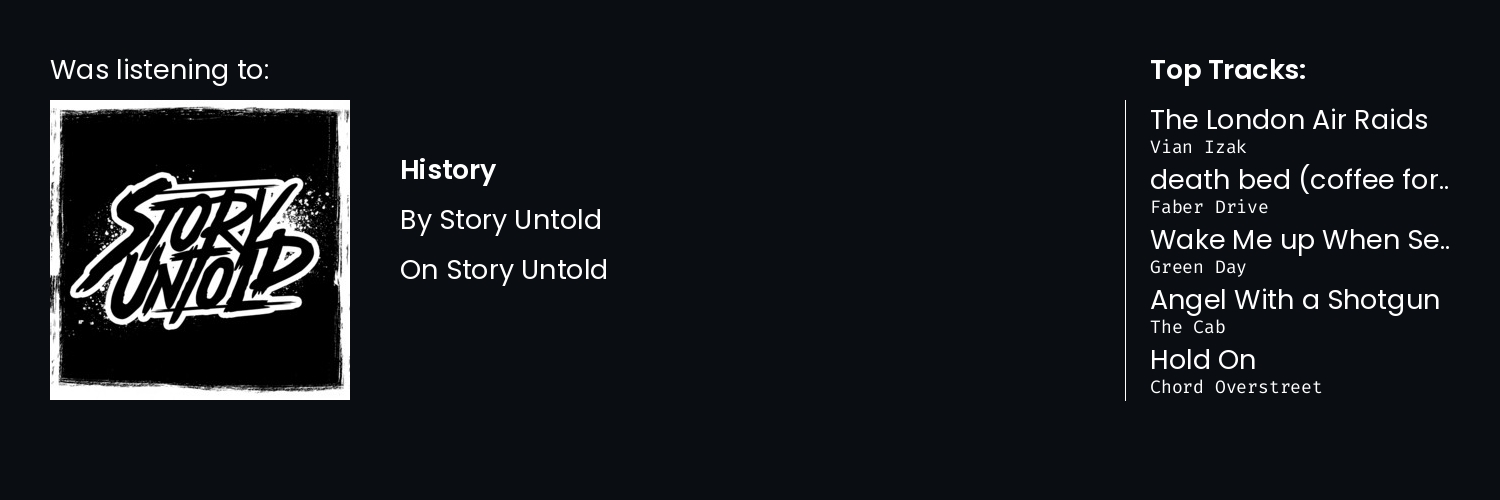 Was listening to:
STORY
UNTOLD
History
By Story Untold
On Story Untold
Top Tracks:
The London Air Raids
Vian Izak
death bed (coffee for..
Faber Drive
Wake Me up When Se..
Green Day
Angel With a Shotgun
The Cab
Hold On
Chord Overstreet